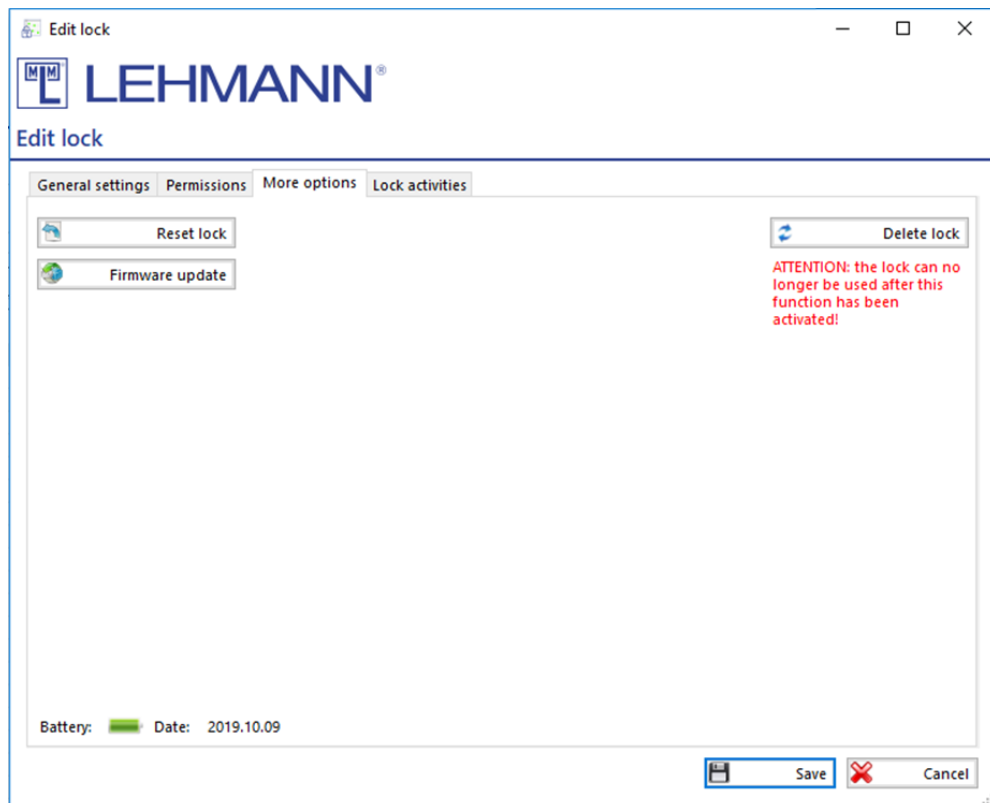 Edit lock
MLM LEHMANN®
Edit lock
General settings Permissions More options Lock activities
Reset lock Delete lock
Firmware update
ATTENTION: the lock can no
longer be used after this
function has been
activated!
Battery: Date: 2019.10.09
Save Cancel